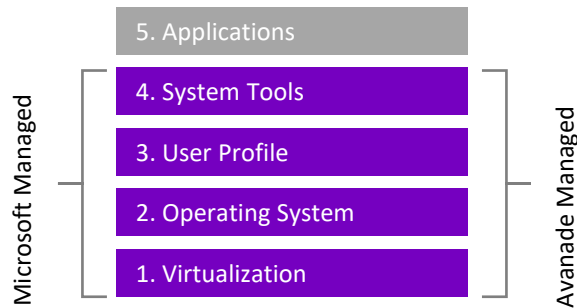 5. Applications
4. System Tools
3. User Profile
2. Operating System
1. Virtualization
Microsoft Managed
Avanade Managed